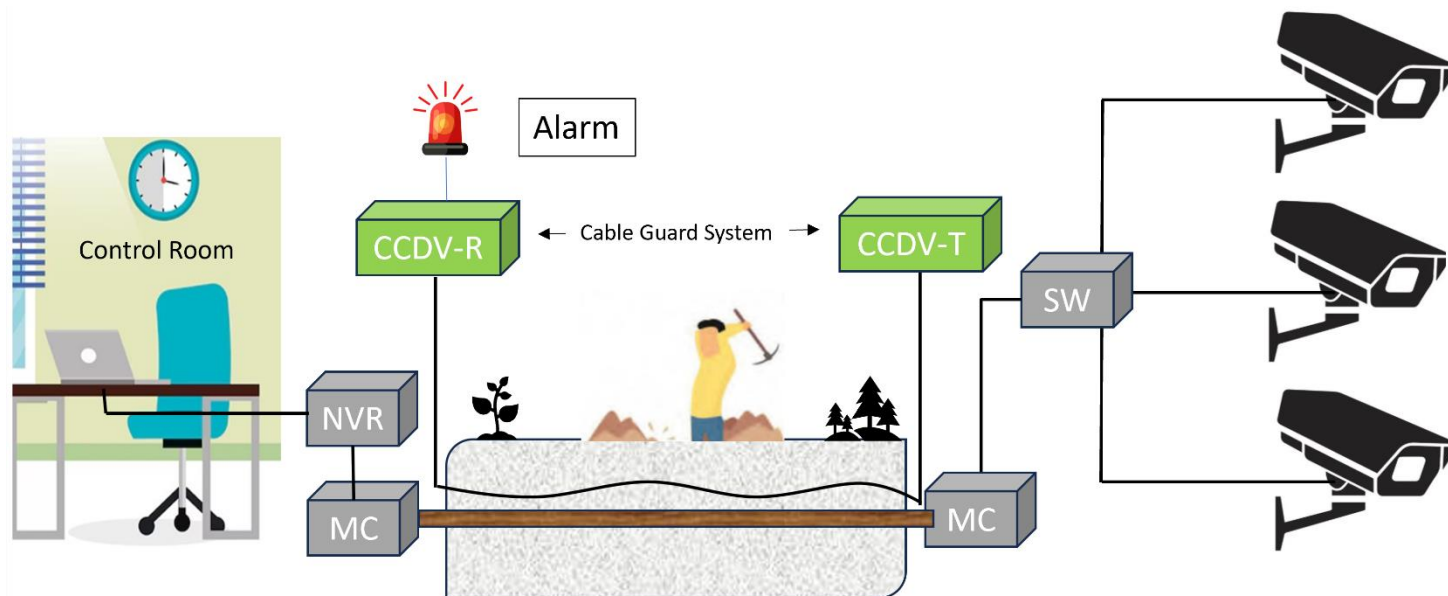 Alarm
Control Room
CCDV-R
Cable Guard System
CCDV-T
SW
NVR
MC
MC